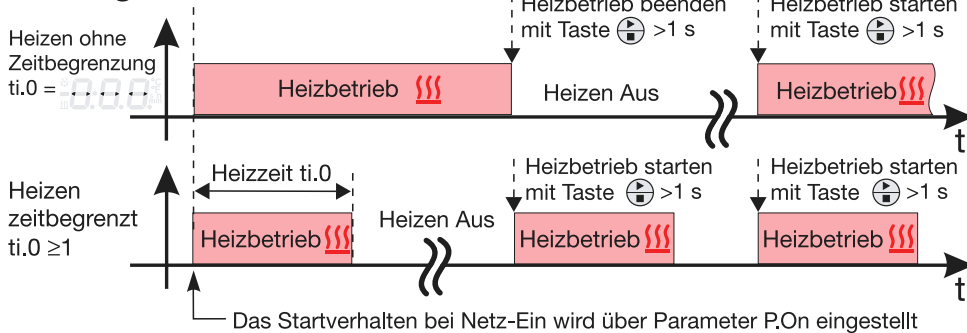 Heizbetrieb beenden
mit Taste >1 s
Heizbetrieb starten
mit Taste >1 s
Heizen ohne
Zeitbegrenzung
ti.0 =
Heizbetrieb
Heizen Aus
Heizbetrieb
t
Heizen
zeitbegrenzt
ti.0 ≥1
Heizzeit ti.0
Heizbetrieb starten
mit Taste >1 s
Heizbetrieb starten
mit Taste >1 s
Heizbetrieb
Heizen Aus
Heizbetrieb
Heizbetrieb
t
Das Startverhalten bei Netz-Ein wird über Parameter P.On eingestellt